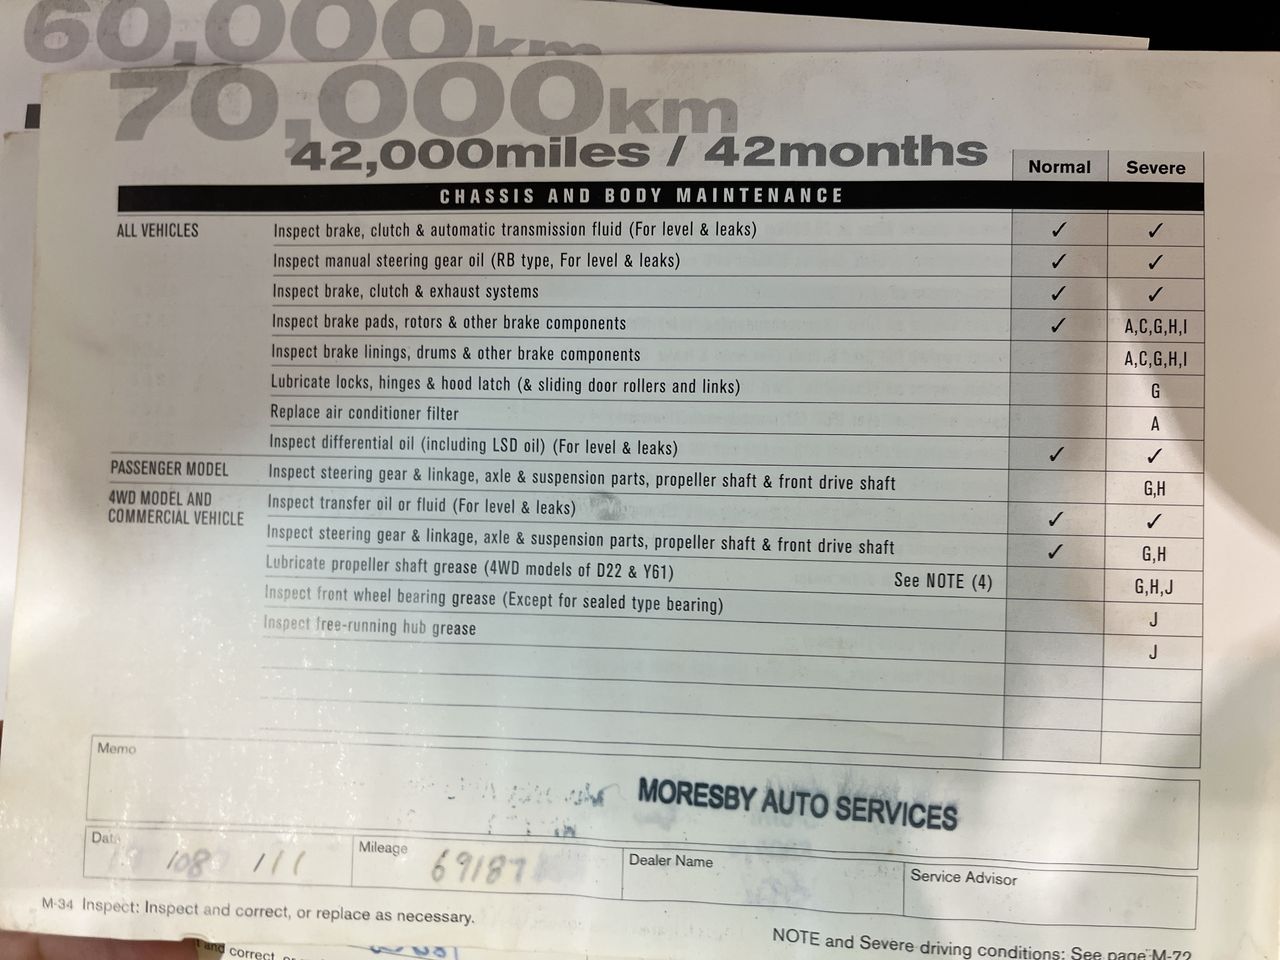 60,000km
70,000km
42,000miles / 42months
Normal Severe
CHASSIS AND BODY MAINTENANCE
ALL VEHICLES Inspect brake, clutch & automatic transmission fluid (For level & leaks) ✓ ✓
Inspect manual steering gear oil (RB type, For level & leaks) ✓ ✓
Inspect brake, clutch & exhaust systems ✓ ✓
Inspect brake pads, rotors & other brake components ✓ A,C,G,H,I
Inspect brake linings, drums & other brake components A,C,G,H,I
Lubricate locks, hinges & hood latch (& sliding door rollers and links) G
Replace air conditioner filter A
Inspect differential oil (including LSD oil) (For level & leaks) ✓ ✓
PASSENGER MODEL Inspect steering gear & linkage, axle & suspension parts, propeller shaft & front drive shaft G,H
4WD MODEL AND Inspect transfer oil or fluid (For level & leaks) ✓ ✓
COMMERCIAL VEHICLE Inspect steering gear & linkage, axle & suspension parts, propeller shaft & front drive shaft ✓ G,H
Lubricate propeller shaft grease (4WD models of D22 & Y61) See NOTE (4) G,H,J
Inspect front wheel bearing grease (Except for sealed type bearing) J
Inspect free-running hub grease J
Memo
MORESBY AUTO SERVICES
Date /08 /11
Mileage 69187
Dealer Name
Service Advisor
M-34 Inspect: Inspect and correct, or replace as necessary.
NOTE and Severe driving conditions: See page M-72
and correct, or